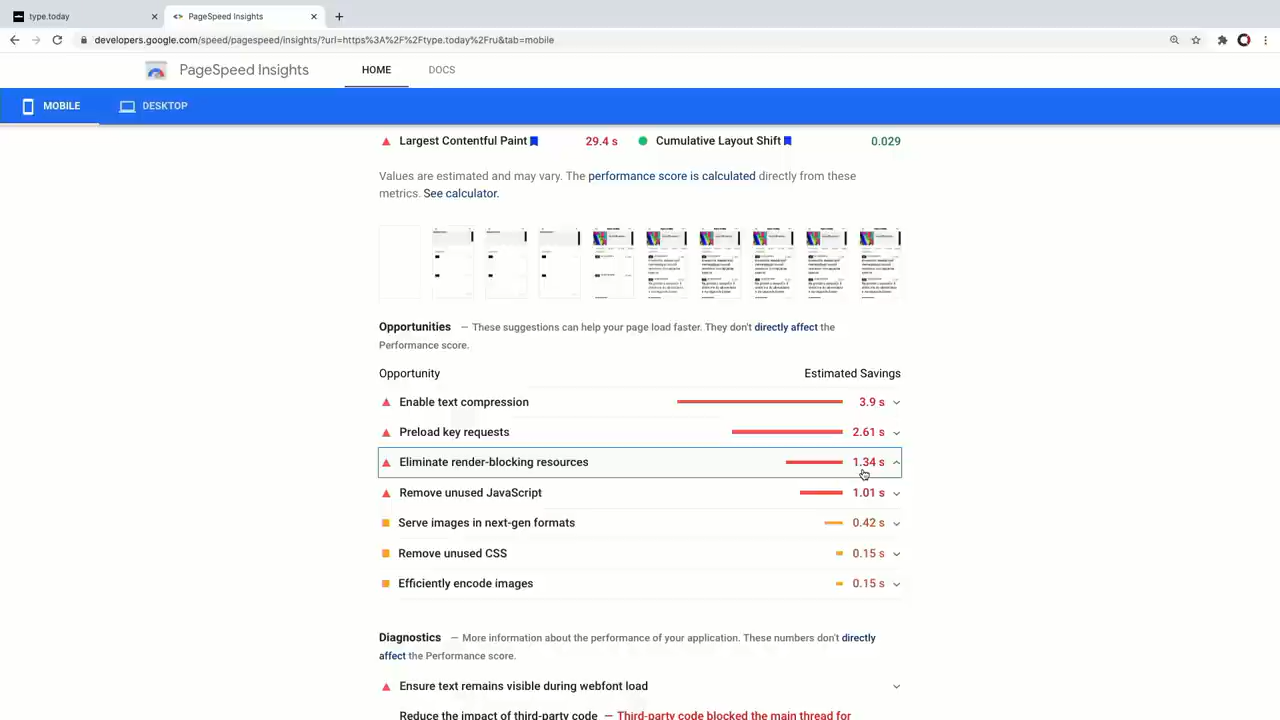 type.today
PageSpeed Insights
developers.google.com/speed/pagespeed/insights/?url=https%3A%2F%2Ftype.today%2Fru&tab=mobile
PageSpeed Insights
HOME
DOCS
MOBILE
DESKTOP
Largest Contentful Paint 29.4 s
Cumulative Layout Shift 0.029
Values are estimated and may vary. The performance score is calculated directly from these
metrics. See calculator.
Opportunities — These suggestions can help your page load faster. They don't directly affect the
Performance score.
Opportunity Estimated Savings
Enable text compression 3.9 s
Preload key requests 2.61 s
Eliminate render-blocking resources 1.34 s
Remove unused JavaScript 1.01 s
Serve images in next-gen formats 0.42 s
Remove unused CSS 0.15 s
Efficiently encode images 0.15 s
Diagnostics — More information about the performance of your application. These numbers don't directly
affect the Performance score.
Ensure text remains visible during webfont load
Reduce the impact of third-party code — Third-party code blocked the main thread for